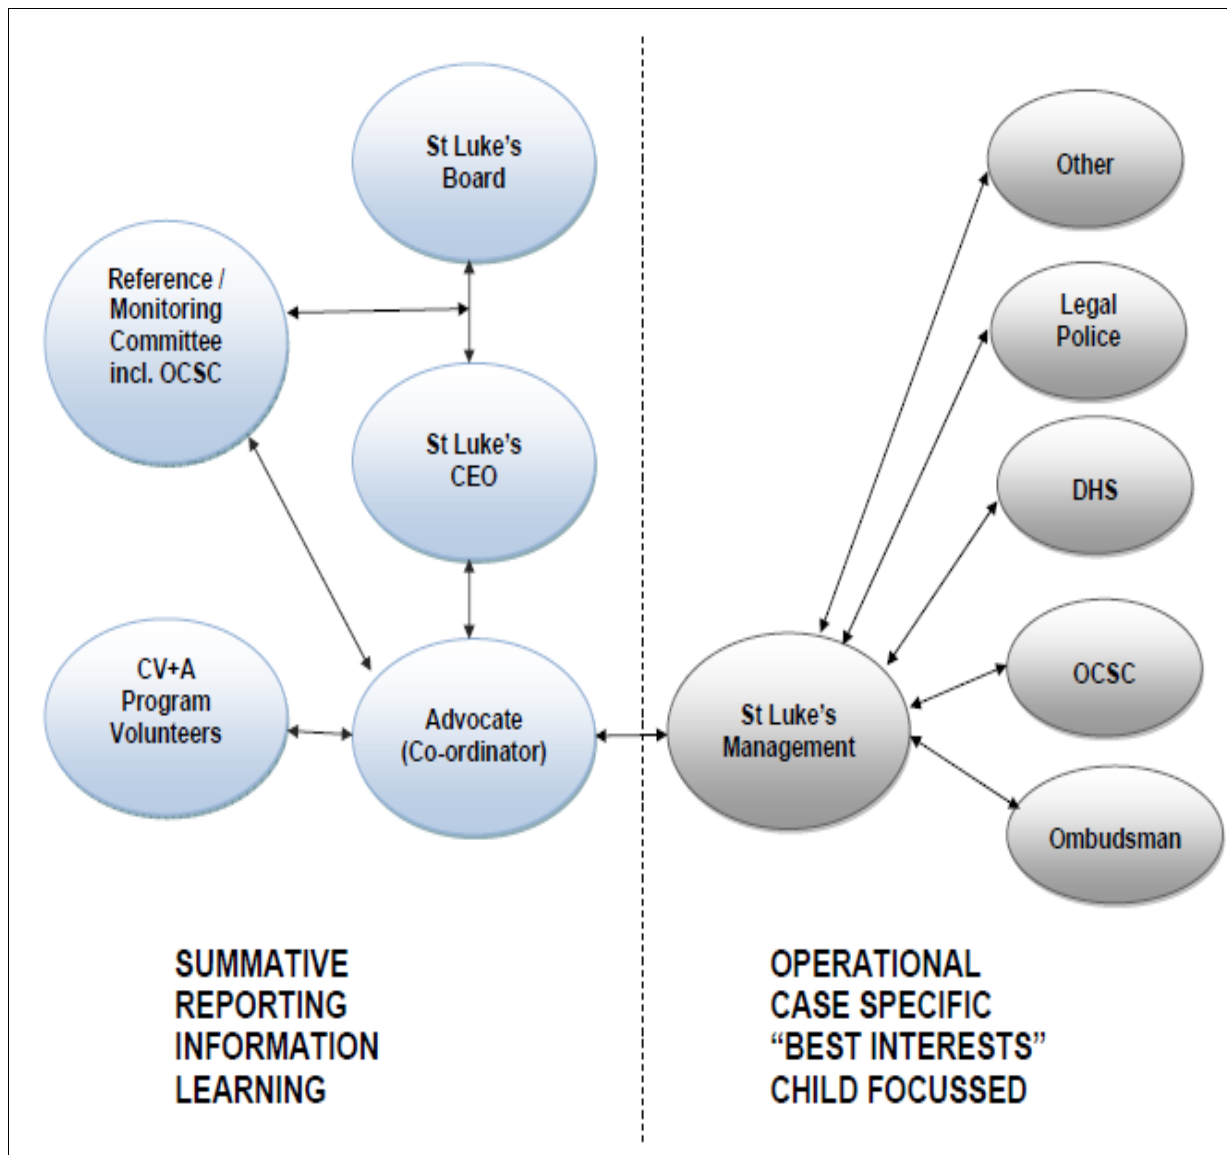 St Luke's
Board
Reference /
Monitoring
Committee
incl. OCSC
St Luke's
CEO
CV+A
Program
Volunteers
Advocate
(Co-ordinator)
St Luke's
Management
Other
Legal
Police
DHS
OCSC
Ombudsman
SUMMATIVE
REPORTING
INFORMATION
LEARNING
OPERATIONAL
CASE SPECIFIC
“BEST INTERESTS”
CHILD FOCUSSED